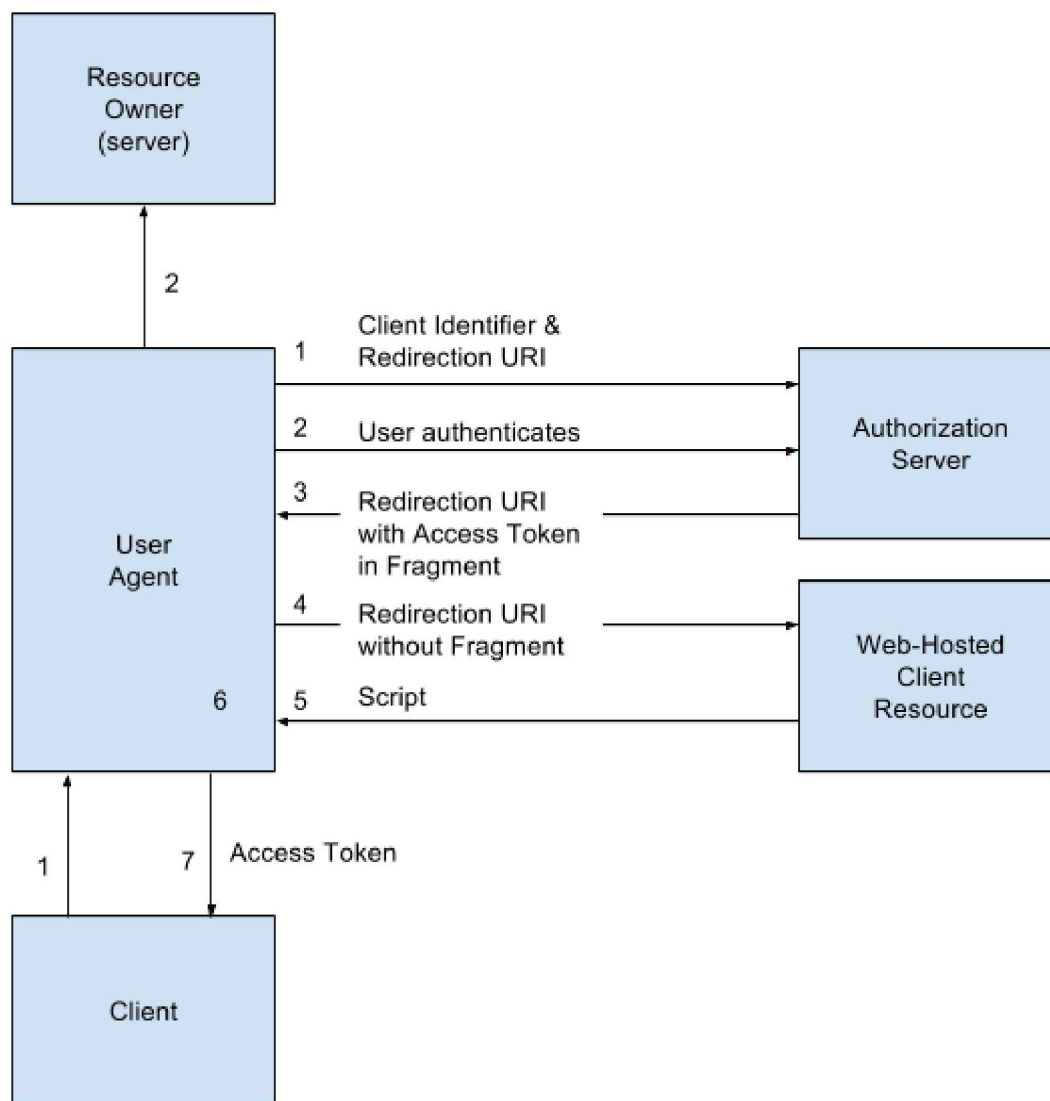 Resource
Owner
(server)
2
1
Client Identifier &
Redirection URI
2
User authenticates
Authorization
Server
3
Redirection URI
with Access Token
in Fragment
User
Agent
4
Redirection URI
without Fragment
Web-Hosted
Client
Resource
6
5
Script
1
7
Access Token
Client